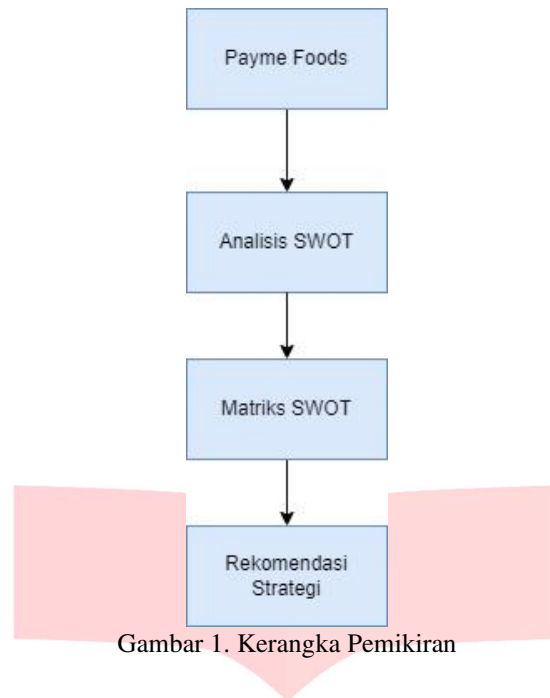 Payme Foods
Analisis SWOT
Matriks SWOT
Rekomendasi
Strategi
Gambar 1. Kerangka Pemikiran